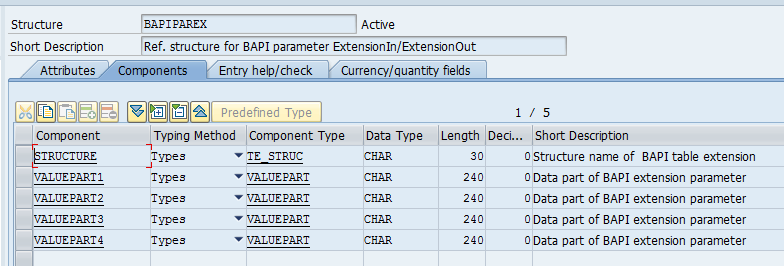 Structure BAPIPAREX Active
Short Description Ref. structure for BAPI parameter ExtensionIn/ExtensionOut
Attributes Components Entry help/check Currency/quantity fields
Predefined Type 1 / 5
Component Typing Method Component Type Data Type Length Deci... Short Description
STRUCTURE Types TE_STRUC CHAR 30 0 Structure name of  BAPI table extension
VALUEPART1 Types VALUEPART CHAR 240 0 Data part of BAPI extension parameter
VALUEPART2 Types VALUEPART CHAR 240 0 Data part of BAPI extension parameter
VALUEPART3 Types VALUEPART CHAR 240 0 Data part of BAPI extension parameter
VALUEPART4 Types VALUEPART CHAR 240 0 Data part of BAPI extension parameter